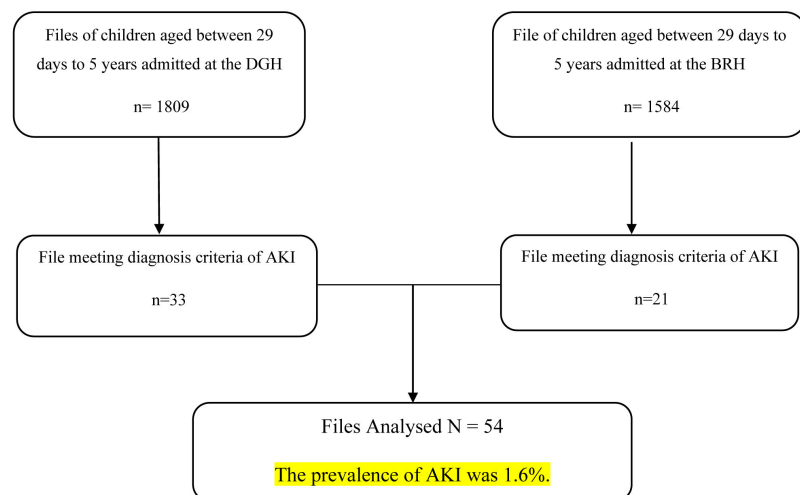 Files of children aged between 29
days to 5 years admitted at the DGH
n= 1809
File of children aged between 29 days to
5 years admitted at the BRH
n= 1584
File meeting diagnosis criteria of AKI
n=33
File meeting diagnosis criteria of AKI
n=21
Files Analysed N = 54
The prevalence of AKI was 1.6%.